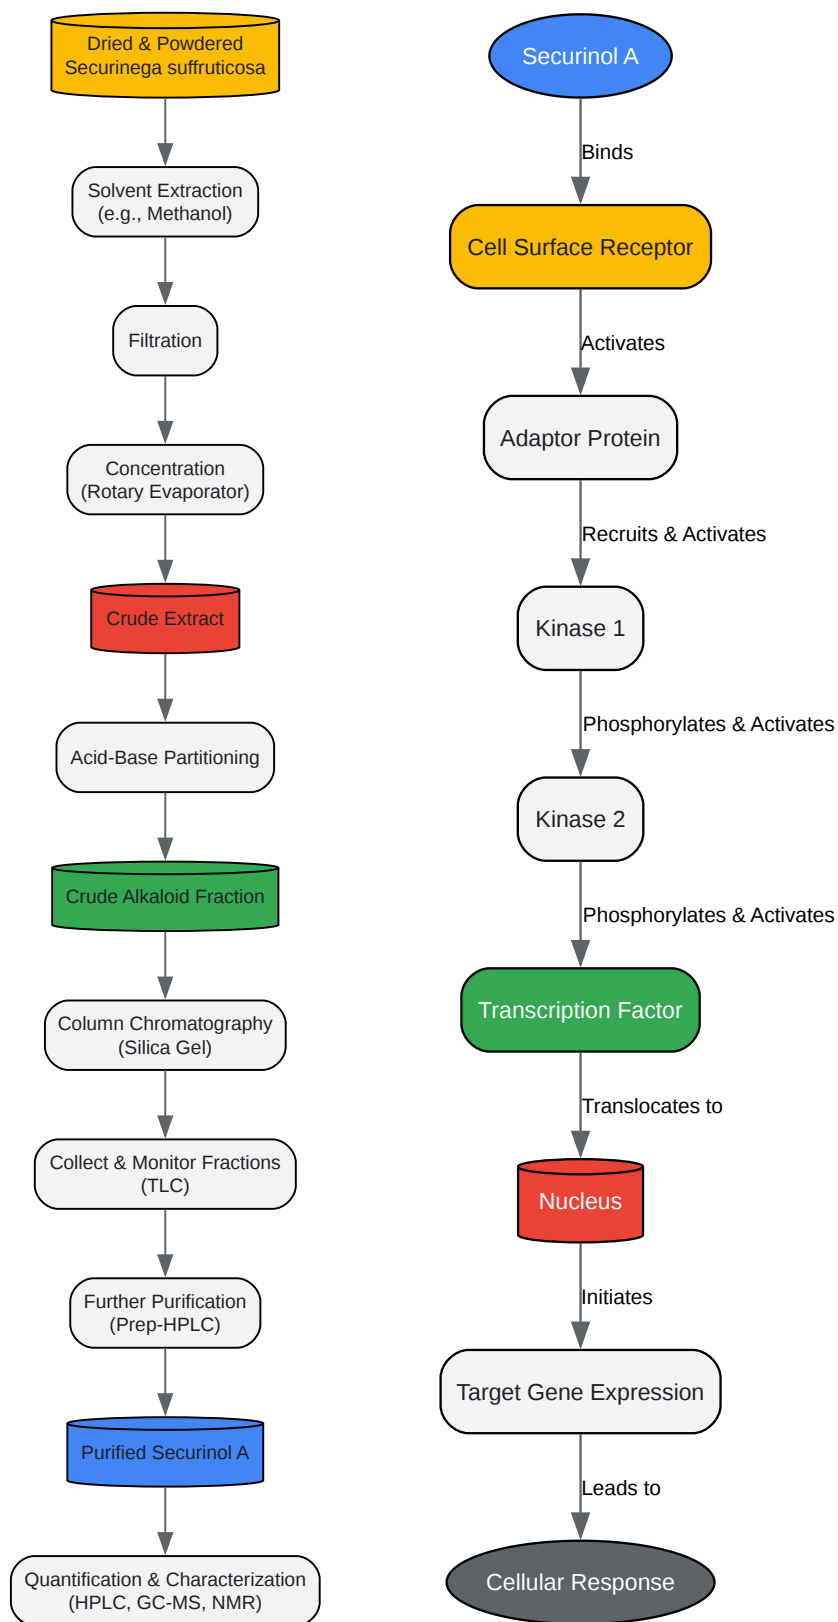 Dried & Powdered
Securinega suffruticosa
Solvent Extraction
(e.g., Methanol)
Filtration
Concentration
(Rotary Evaporator)
Crude Extract
Acid-Base Partitioning
Crude Alkaloid Fraction
Column Chromatography
(Silica Gel)
Collect & Monitor Fractions
(TLC)
Further Purification
(Prep-HPLC)
Purified Securinol A
Quantification & Characterization
(HPLC, GC-MS, NMR)
Securinol A
Binds
Cell Surface Receptor
Activates
Adaptor Protein
Recruits & Activates
Kinase 1
Phosphorylates & Activates
Kinase 2
Phosphorylates & Activates
Transcription Factor
Translocates to
Nucleus
Initiates
Target Gene Expression
Leads to
Cellular Response